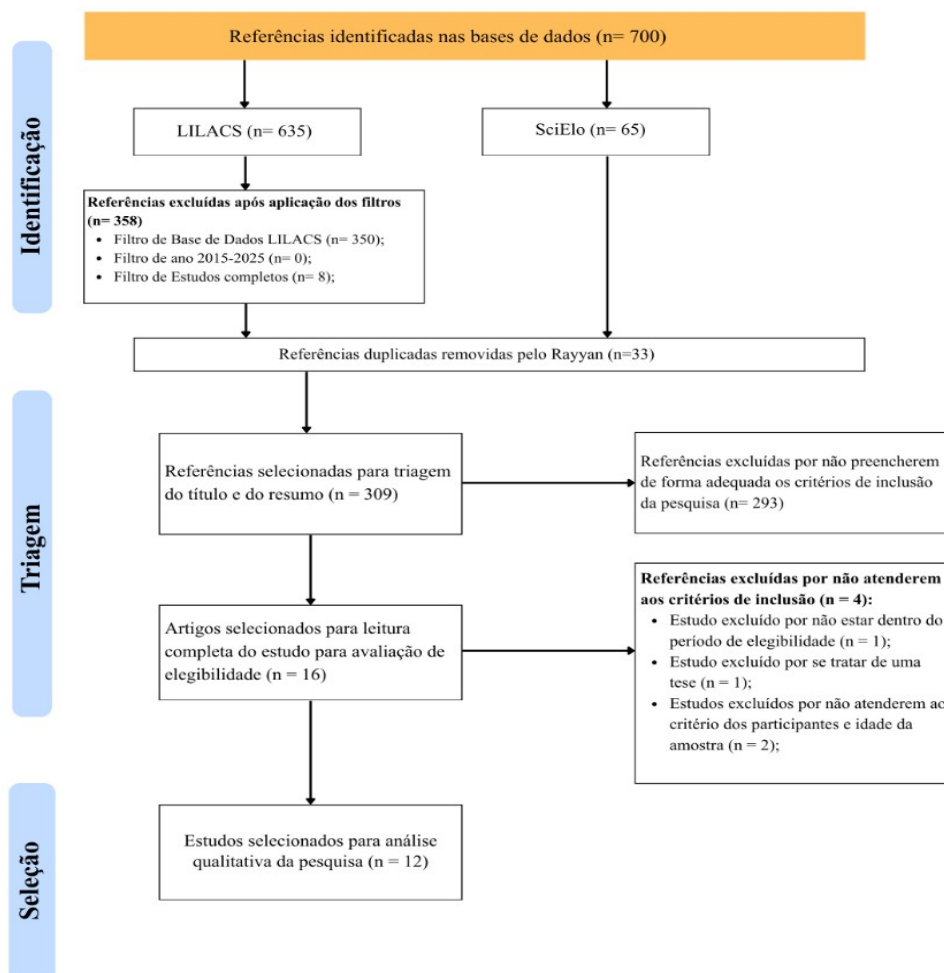 Referências identificadas nas bases de dados (n= 700)
Identificação
LILACS (n= 635)
SciElo (n= 65)
Referências excluídas após aplicação dos filtros
(n= 358)
• Filtro de Base de Dados LILACS (n= 350);
• Filtro de ano 2015-2025 (n= 0);
• Filtro de Estudos completos (n= 8);
Referências duplicadas removidas pelo Rayyan (n=33)
Triagem
Referências selecionadas para triagem
do título e do resumo (n = 309)
Referências excluídas por não preencherem
de forma adequada os critérios de inclusão
da pesquisa (n= 293)
Artigos selecionados para leitura
completa do estudo para avaliação de
elegibilidade (n = 16)
Referências excluídas por não atenderem
aos critérios de inclusão (n = 4):
• Estudo excluído por não estar dentro do
período de elegibilidade (n = 1);
• Estudo excluído por se tratar de uma
tese (n = 1);
• Estudos excluídos por não atenderem ao
critério dos participantes e idade da
amostra (n = 2);
Seleção
Estudos selecionados para análise
qualitativa da pesquisa (n = 12)